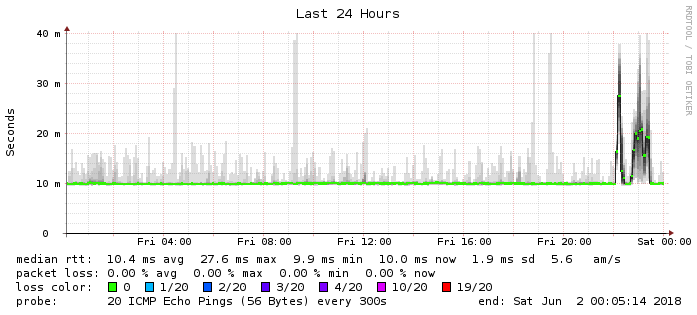 Last 24 Hours
RRDTOOL / TOBI OETIKER
Seconds
40 m
30 m
20 m
10 m
0
Fri 04:00 Fri 08:00 Fri 12:00 Fri 16:00 Fri 20:00 Sat 00:00
median rtt: 10.4 ms avg 27.6 ms max 9.9 ms min 10.0 ms now 1.9 ms sd 5.6 am/s
packet loss: 0.00 % avg 0.00 % max 0.00 % min 0.00 % now
loss color: 0 1/20 2/20 3/20 4/20 10/20 19/20
probe: 20 ICMP Echo Pings (56 Bytes) every 300s end: Sat Jun 2 00:05:14 2018